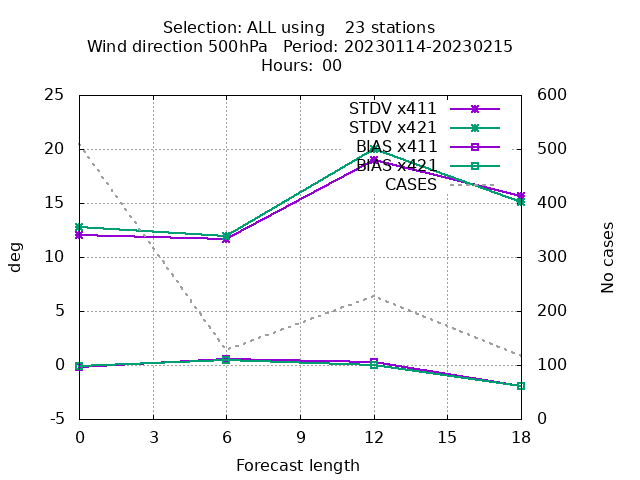 Selection: ALL using    23 stations
Wind direction 500hPa   Period: 20230114-20230215
Hours: 00
25
20
15
10
5
0
-5
600
500
400
300
200
100
0
STDV x411
STDV x421
BIAS x411
BIAS x421
CASES
deg
No cases
0 3 6 9 12 15 18
Forecast length